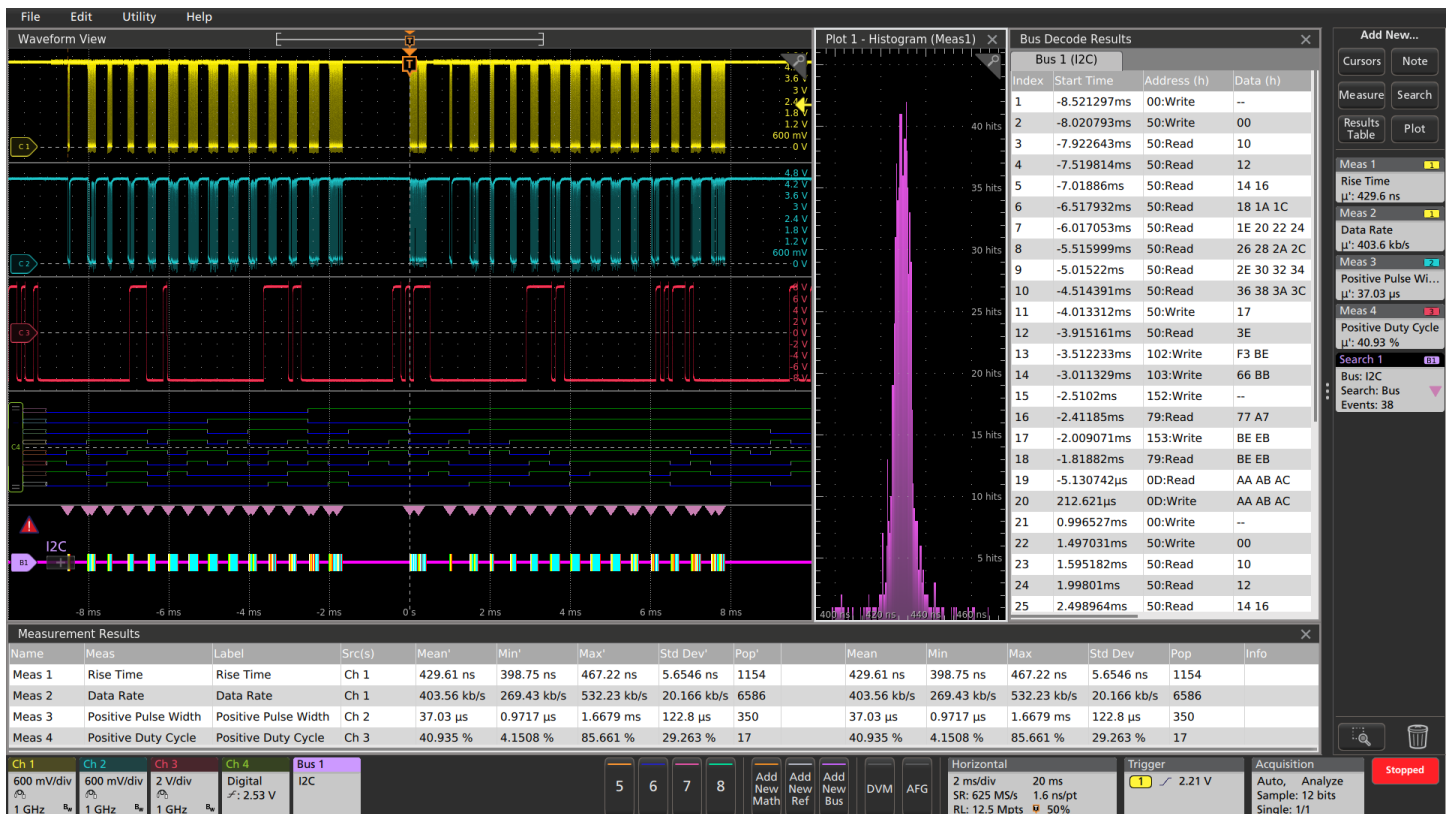 File Edit Utility Help
Waveform View
T
T
3.6 V
3 V
1.8 V
1.2 V
600 mV
0 V
C1
4.8 V
4.2 V
3.6 V
3 V
2.4 V
1.8 V
1.2 V
600 mV
0 V
C2
6 V
4 V
2 V
0 V
-2 V
-4 V
-6 V
-8 V
C3
C4
I2C
B1
-8 ms -6 ms -4 ms -2 ms 0 s 2 ms 4 ms 6 ms 8 ms
Plot 1 - Histogram (Meas1)
40 hits
35 hits
30 hits
25 hits
20 hits
15 hits
10 hits
5 hits
400 ns 420 ns 440 ns 460 ns
Bus Decode Results
Bus 1 (I2C)
Index Start Time Address (h) Data (h)
1 -8.521297ms 00:Write --
2 -8.020793ms 50:Write 00
3 -7.922643ms 50:Read 10
4 -7.519814ms 50:Read 12
5 -7.01886ms 50:Read 14 16
6 -6.517932ms 50:Read 18 1A 1C
7 -6.017053ms 50:Read 1E 20 22 24
8 -5.515999ms 50:Read 26 28 2A 2C
9 -5.01522ms 50:Read 2E 30 32 34
10 -4.514391ms 50:Read 36 38 3A 3C
11 -4.013312ms 50:Write 17
12 -3.915161ms 50:Read 3E
13 -3.512233ms 102:Write F3 BE
14 -3.011329ms 103:Write 66 BB
15 -2.5102ms 152:Write --
16 -2.41185ms 79:Read 77 A7
17 -2.009071ms 153:Write BE EB
18 -1.81882ms 79:Read BE EB
19 -5.130742µs 0D:Read AA AB AC
20 212.621µs 0D:Write AA AB AC
21 0.996527ms 00:Write --
22 1.497031ms 50:Write 00
23 1.595182ms 50:Read 10
24 1.99801ms 50:Read 12
25 2.498964ms 50:Read 14 16
Add New...
Cursors Note
Measure Search
Results Table Plot
Meas 1 1
Rise Time
µ': 429.6 ns
Meas 2 1
Data Rate
µ': 403.6 kb/s
Meas 3 2
Positive Pulse Wi...
µ': 37.03 µs
Meas 4 3
Positive Duty Cycle
µ': 40.93 %
Search 1 B1
Bus: I2C
Search: Bus
Events: 38
Measurement Results
Name Meas Label Src(s) Mean' Min' Max' Std Dev' Pop' Mean Min Max Std Dev Pop Info
Meas 1 Rise Time Rise Time Ch 1 429.61 ns 398.75 ns 467.22 ns 5.6546 ns 1154 429.61 ns 398.75 ns 467.22 ns 5.6546 ns 1154
Meas 2 Data Rate Data Rate Ch 1 403.56 kb/s 269.43 kb/s 532.23 kb/s 20.166 kb/s 6586 403.56 kb/s 269.43 kb/s 532.23 kb/s 20.166 kb/s 6586
Meas 3 Positive Pulse Width Positive Pulse Width Ch 2 37.03 µs 0.9717 µs 1.6679 ms 122.8 µs 350 37.03 µs 0.9717 µs 1.6679 ms 122.8 µs 350
Meas 4 Positive Duty Cycle Positive Duty Cycle Ch 3 40.935 % 4.1508 % 85.661 % 29.263 % 17 40.935 % 4.1508 % 85.661 % 29.263 % 17
Ch 1
600 mV/div
1 GHz Bw
Ch 2
600 mV/div
1 GHz Bw
Ch 3
2 V/div
1 GHz Bw
Ch 4
Digital
: 2.53 V
Bus 1
I2C
5 6 7 8
Add New Math
Add New Ref
Add New Bus
DVM AFG
Horizontal
2 ms/div 20 ms
SR: 625 MS/s 1.6 ns/pt
RL: 12.5 Mpts 50%
Trigger
1 2.21 V
Acquisition
Auto, Analyze
Sample: 12 bits
Single: 1/1
Stopped